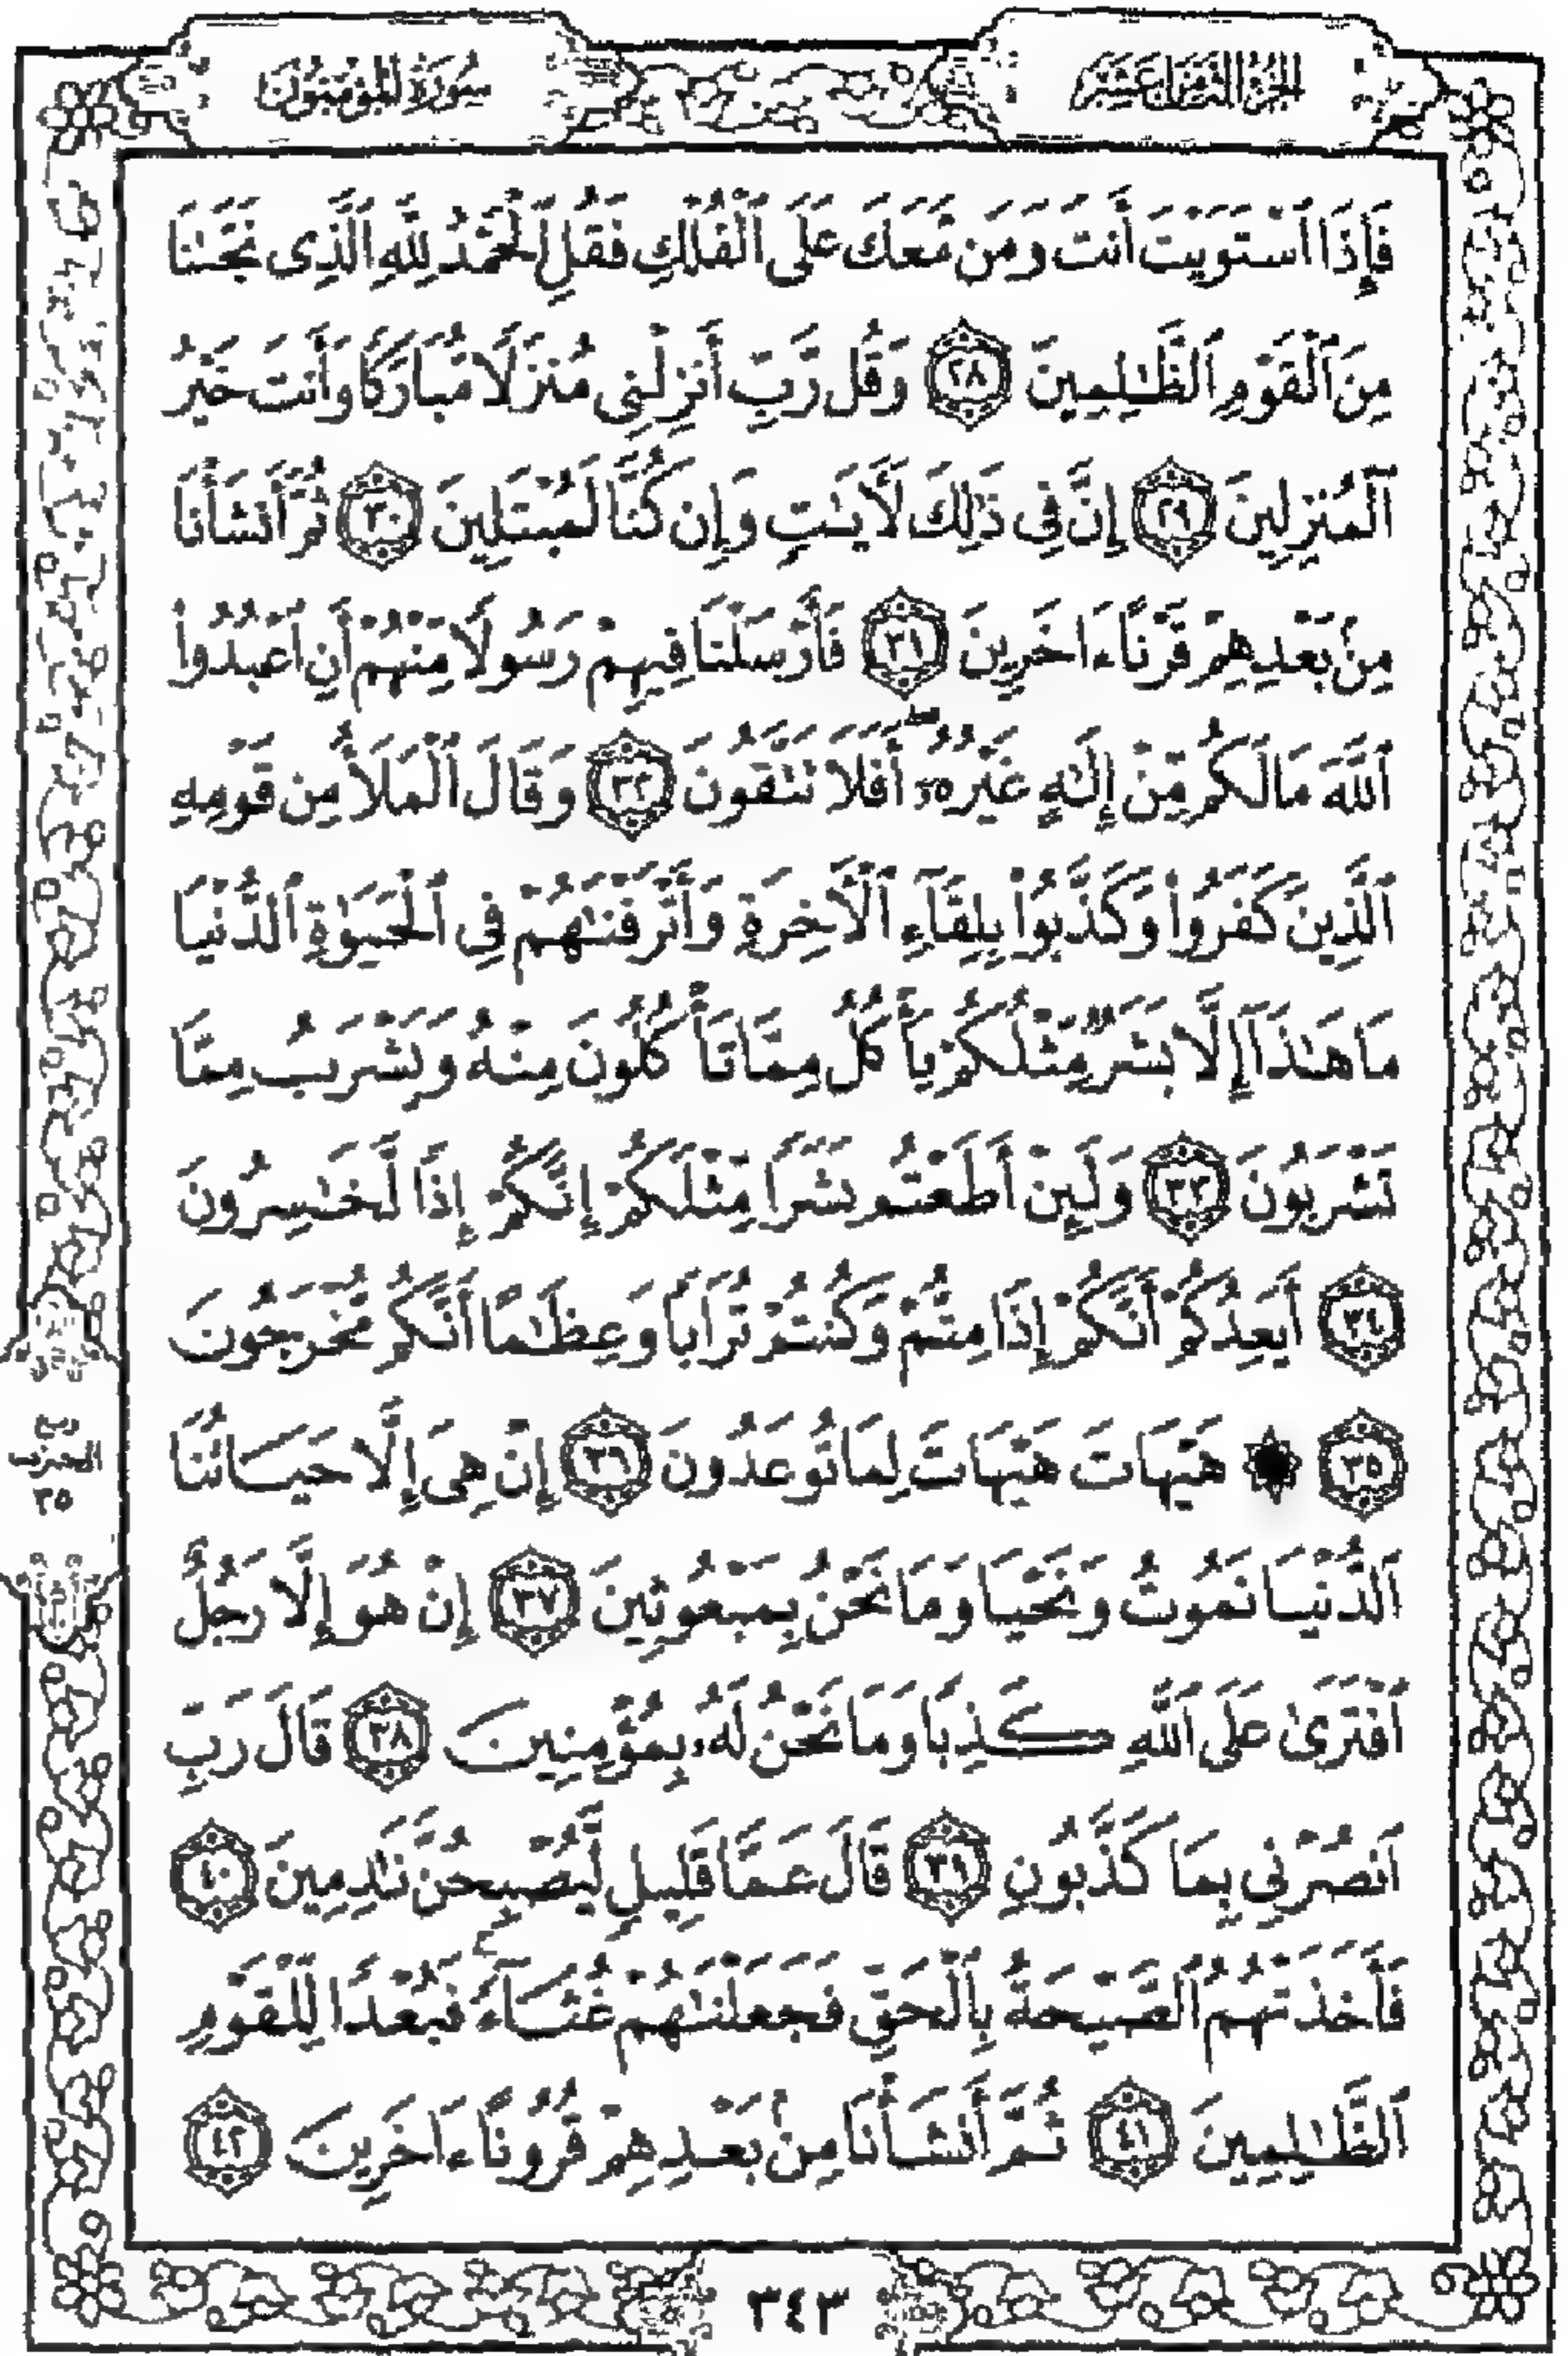 الجزء الثامن عشر
سورة المؤمنون
فَإِذَا ٱسْتَوَيْتَ أَنتَ وَمَن مَّعَكَ عَلَى ٱلْفُلْكِ فَقُلِ ٱلْحَمْدُ لِلَّهِ ٱلَّذِى نَجَّىٰنَا
مِنَ ٱلْقَوْمِ ٱلظَّٰلِمِينَ ٢٨ وَقُل رَّبِّ أَنزِلْنِى مُنزَلًا مُّبَارَكًا وَأَنتَ خَيْرُ
ٱلْمُنزِلِينَ ٢٩ إِنَّ فِى ذَٰلِكَ لَءَايَٰتٍ وَإِن كُنَّا لَمُبْتَلِينَ ٣٠ ثُمَّ أَنشَأْنَا
مِنۢ بَعْدِهِمْ قَرْنًا ءَاخَرِينَ ٣١ فَأَرْسَلْنَا فِيهِمْ رَسُولًا مِّنْهُمْ أَنِ ٱعْبُدُوا۟
ٱللَّهَ مَا لَكُم مِّنْ إِلَٰهٍ غَيْرُهُۥٓ ۖ أَفَلَا تَتَّقُونَ ٣٢ وَقَالَ ٱلْمَلَأُ مِن قَوْمِهِ
ٱلَّذِينَ كَفَرُوا۟ وَكَذَّبُوا۟ بِلِقَآءِ ٱلْءَاخِرَةِ وَأَتْرَفْنَٰهُمْ فِى ٱلْحَيَوٰةِ ٱلدُّنْيَا
مَا هَٰذَآ إِلَّا بَشَرٌ مِّثْلُكُمْ يَأْكُلُ مِمَّا تَأْكُلُونَ مِنْهُ وَيَشْرَبُ مِمَّا
تَشْرَبُونَ ٣٣ وَلَئِنْ أَطَعْتُم بَشَرًا مِّثْلَكُمْ إِنَّكُمْ إِذًا لَّخَٰسِرُونَ
٣٤ أَيَعِدُكُمْ أَنَّكُمْ إِذَا مِتُّمْ وَكُنتُمْ تُرَابًا وَعِظَٰمًا أَنَّكُم مُّخْرَجُونَ
٣٥ ۞ هَيْهَاتَ هَيْهَاتَ لِمَا تُوعَدُونَ ٣٦ إِنْ هِىَ إِلَّا حَيَاتُنَا
ٱلدُّنْيَا نَمُوتُ وَنَحْيَا وَمَا نَحْنُ بِمَبْعُوثِينَ ٣٧ إِنْ هُوَ إِلَّا رَجُلٌ
ٱفْتَرَىٰ عَلَى ٱللَّهِ كَذِبًا وَمَا نَحْنُ لَهُۥ بِمُؤْمِنِينَ ٣٨ قَالَ رَبِّ
ٱنصُرْنِى بِمَا كَذَّبُونِ ٣٩ قَالَ عَمَّا قَلِيلٍ لَّيُصْبِحُنَّ نَٰدِمِينَ ٤٠
فَأَخَذَتْهُمُ ٱلصَّيْحَةُ بِٱلْحَقِّ فَجَعَلْنَٰهُمْ غُثَآءً ۚ فَبُعْدًا لِّلْقَوْمِ
ٱلظَّٰلِمِينَ ٤١ ثُمَّ أَنشَأْنَا مِنۢ بَعْدِهِمْ قُرُونًا ءَاخَرِينَ ٤٢
ربع
الحزب
٣٥
٣٤٣